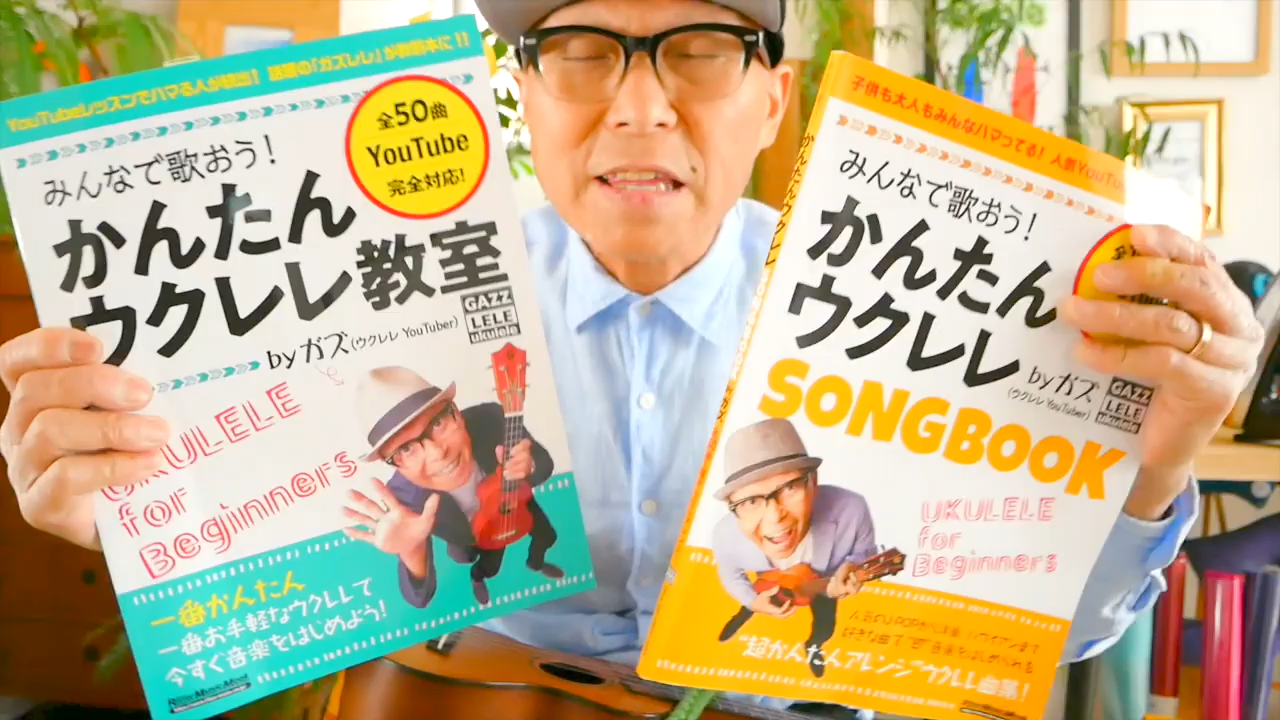 YouTubeレッスンでハマる人が続出! 話題の「ガズレレ」が教則本に!!
全50曲
YouTube
完全対応!
みんなで歌おう!
かんたん
ウクレレ教室
GAZZ
LELE
ukulele
byガズ(ウクレレ YouTuber)
UKULELE
for
Beginners
一番かんたん
一番お手軽なウクレレで
今すぐ音楽をはじめよう!
Rittor Music Mook
子供も大人もみんなハマってる! 人気YouTu
みんなで歌おう!
かんたん
ウクレレ
SONGBOOK
byガズ
(ウクレレ YouTuber)
GAZZ
LELE
ukulele
UKULELE
for
Beginners
"超かんたんアレンジ"ウクレレ曲集!